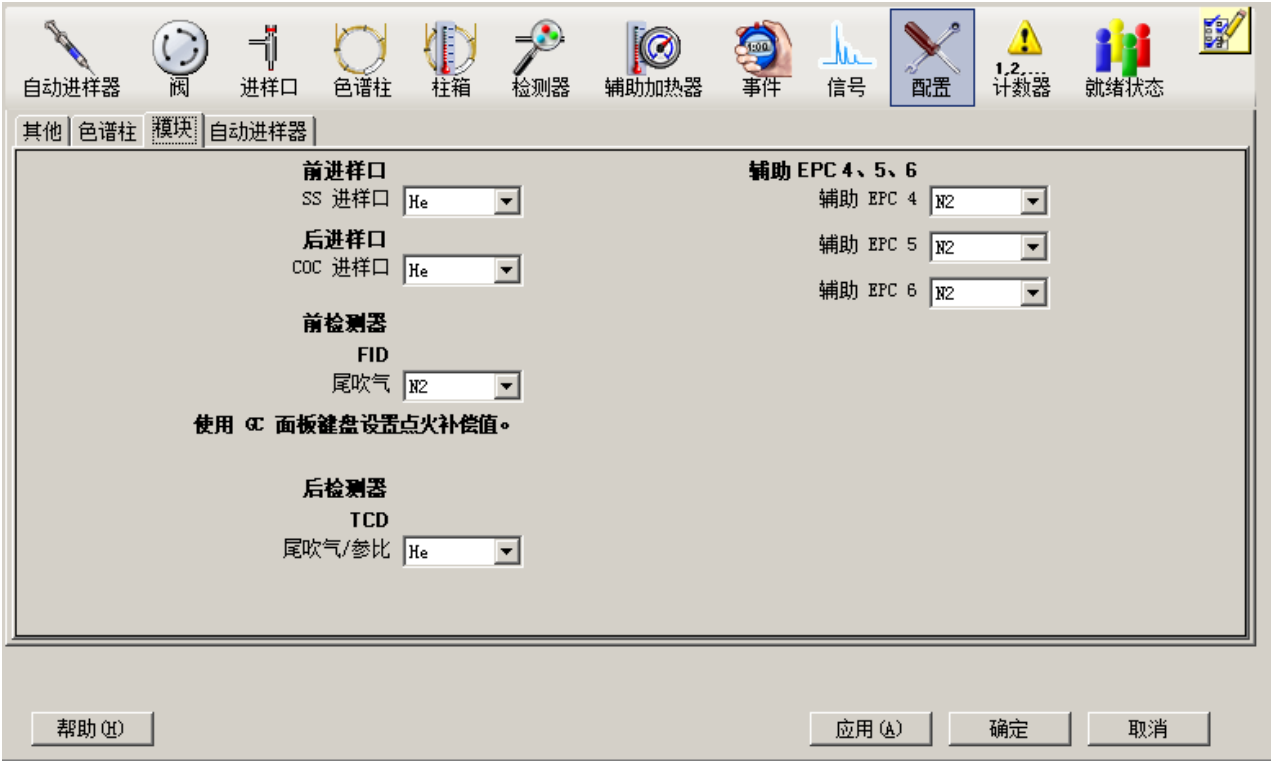 自动进样器 阀 进样口 色谱柱 柱箱 检测器 辅助加热器 1:00 事件 信号 配置 1,2,... 计数器 就绪状态
其他 色谱柱 模块 自动进样器
前进样口
SS 进样口 He
后进样口
COC 进样口 He
前检测器
FID
尾吹气 N2
使用 GC 面板键盘设置点火补偿值。
后检测器
TCD
尾吹气/参比 He
辅助 EPC 4、5、6
辅助 EPC 4 N2
辅助 EPC 5 N2
辅助 EPC 6 N2
帮助(H) 应用(A) 确定 取消